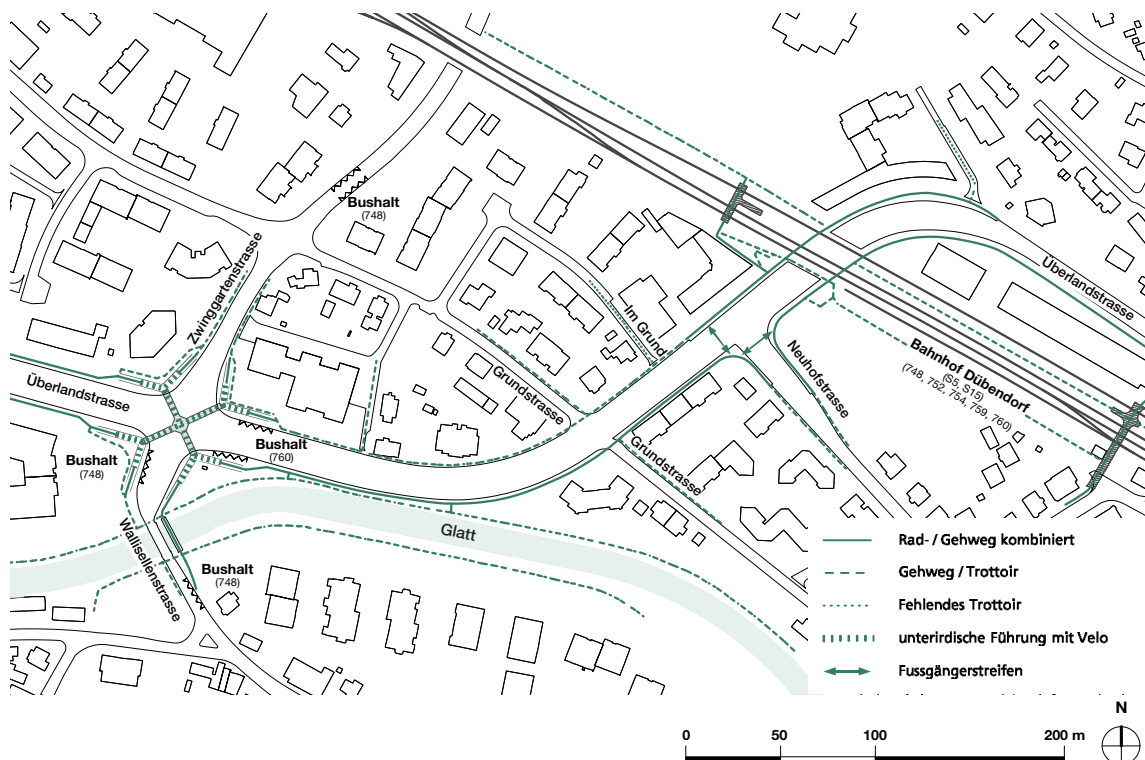 Bushalt
(748)
Zwinggartenstrasse
Im Grund
Überlandstrasse
Bahnhof Dübendorf
(S5, S15)
(748, 752, 754, 759, 760)
Neuhofstrasse
Grundstrasse
Überlandstrasse
Bushalt
(760)
Bushalt
(748)
Grundstrasse
Glatt
Wallisellenstrasse
Bushalt
(748)
Rad- / Gehweg kombiniert
Gehweg / Trottoir
Fehlendes Trottoir
unterirdische Führung mit Velo
Fussgängerstreifen
N
0 50 100 200 m